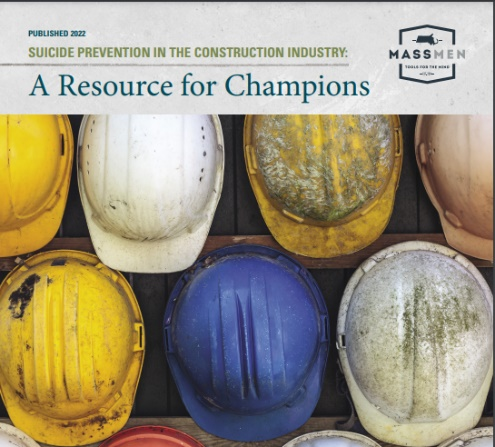 PUBLISHED 2022
SUICIDE PREVENTION IN THE CONSTRUCTION INDUSTRY:
A Resource for Champions
MASSMEN
TOOLS FOR THE MIND